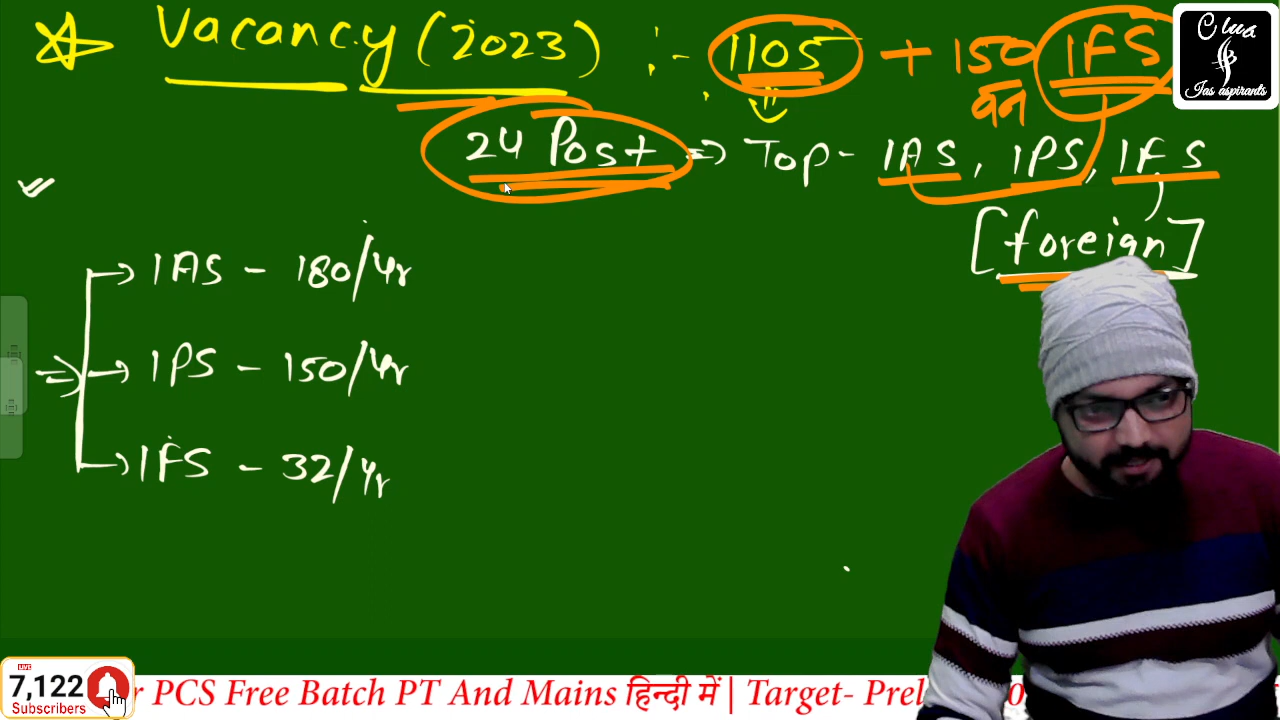 Vacancy (2023) :- 1105 + 150 IFS
वन
24 Post => Top - IAS, IPS, IFS
[foreign]
IAS - 180/yr
IPS - 150/yr
IFS - 32/yr
Clue
Ias aspirants
LIVE
7,122
Subscribers
r PCS Free Batch PT And Mains हिन्दी में | Target- Prel